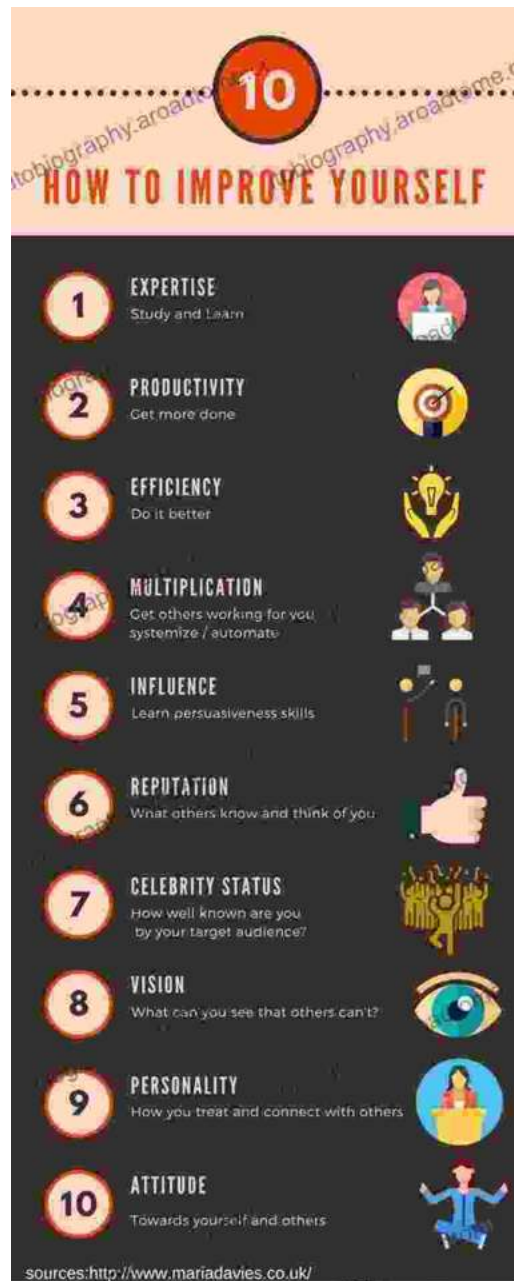 10
HOW TO IMPROVE YOURSELF
1
EXPERTISE
Study and Learn
2
PRODUCTIVITY
Get more done
3
EFFICIENCY
Do it better
4
MULTIPLICATION
Get others working for you
systemize / automate
5
INFLUENCE
Learn persuasiveness skills
6
REPUTATION
What others know and think of you
7
CELEBRITY STATUS
How well known are you
by your target audience?
8
VISION
What can you see that others can't?
9
PERSONALITY
How you treat and connect with others
10
ATTITUDE
Towards yourself and others
sources:http://www.mariadavies.co.uk/